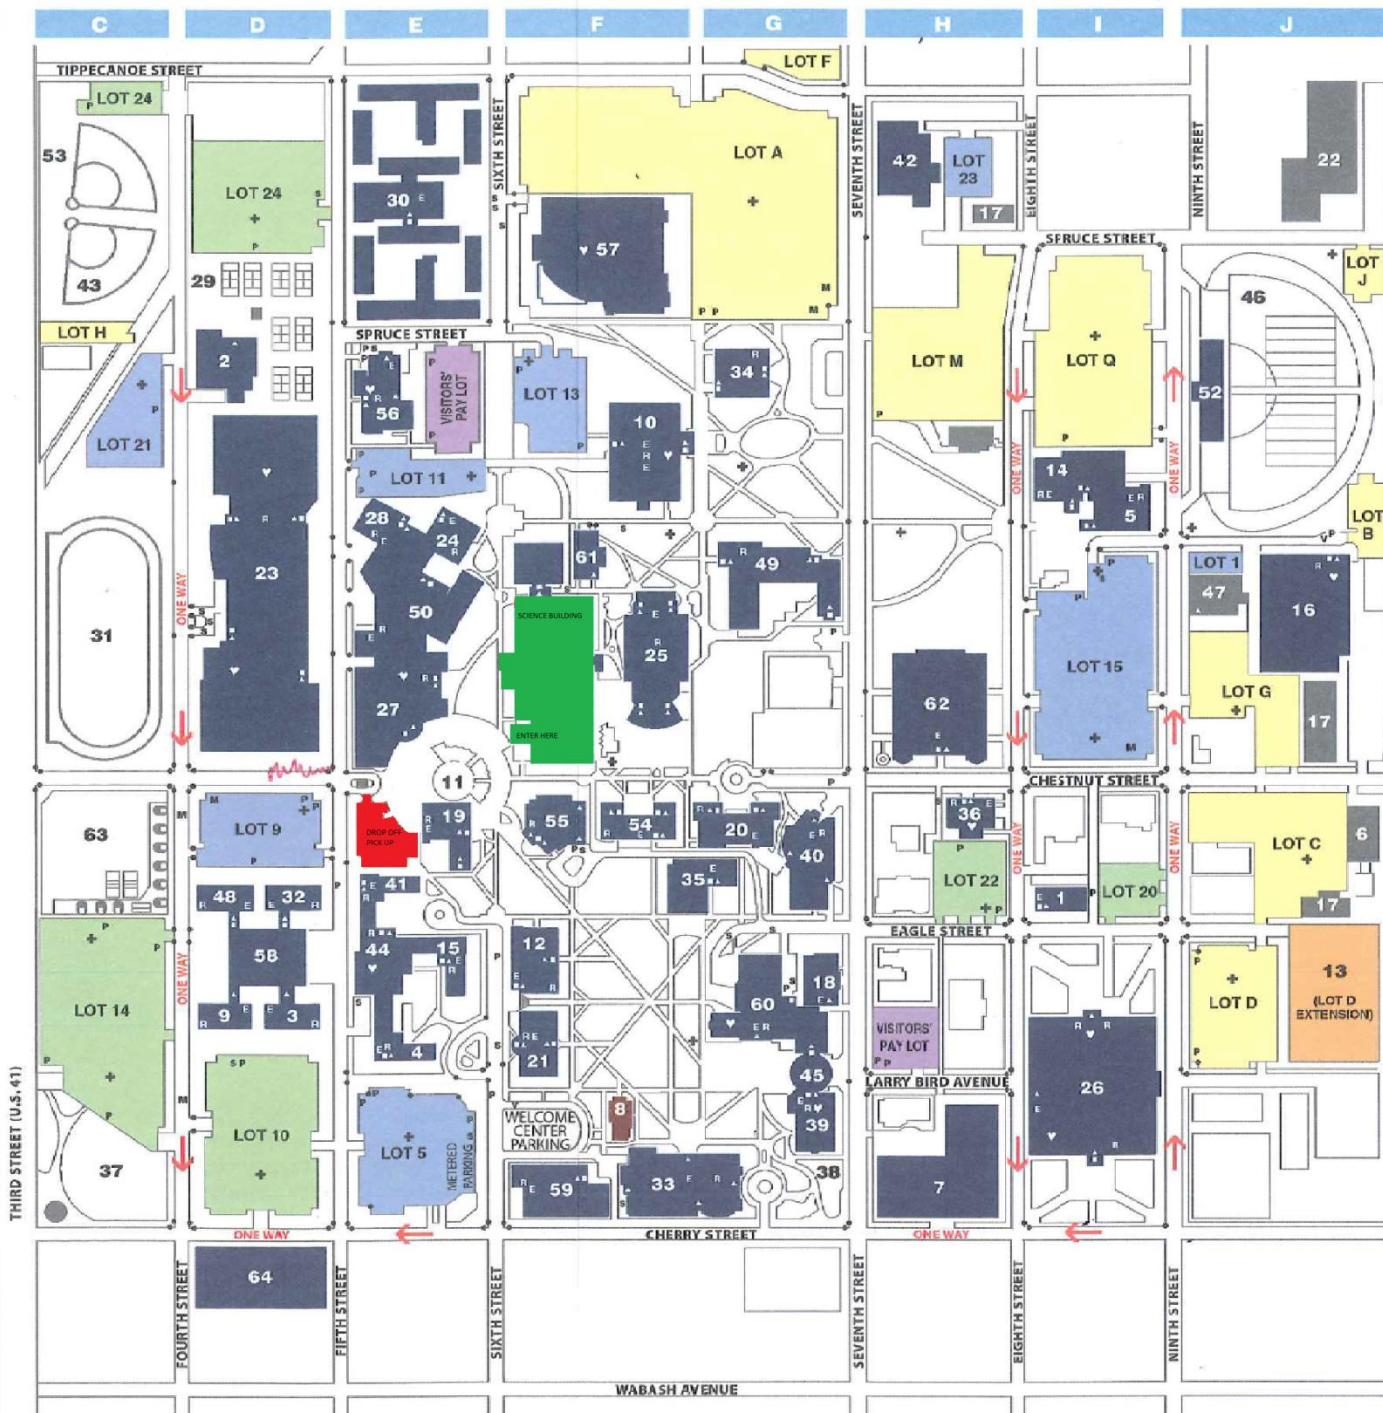 C D E F G H I J
TIPPECANOE STREET
LOT F
LOT 24
P
53
LOT 24
30
E
SIXTH STREET
LOT A
SEVENTH STREET
42
LOT
23
17
EIGHTH STREET
NINTH STREET
22
SPRUCE STREET
57
43
29
LOT H
2
SPRUCE STREET
VISITORS'
PAY LOT
56
LOT 13
34
10
LOT M
LOT Q
46
LOT
J
52
LOT 21
LOT 11
ONE WAY
14
5
ONE WAY
LOT
B
28
24
61
49
23
50
SCIENCE BUILDING
25
LOT 1
47
16
31
ONE WAY
27
62
LOT 15
LOT G
17
ENTER HERE
11
CHESTNUT STREET
63
LOT 9
DROP OFF
PICK UP
19
55
54
20
40
36
ONE WAY
ONE WAY
LOT C
6
48
32
41
35
LOT 22
1
LOT 20
17
EAGLE STREET
58
44
15
12
60
18
LOT D
13
(LOT D
EXTENSION)
LOT 14
ONE WAY
9
3
4
21
VISITORS'
PAY LOT
45
LARRY BIRD AVENUE
26
THIRD STREET (U.S. 41)
LOT 10
LOT 5
METERED
PARKING
WELCOME
CENTER
PARKING
8
39
37
59
33
38
7
ONE WAY
CHERRY STREET
ONE WAY
64
FOURTH STREET
FIFTH STREET
SIXTH STREET
SEVENTH STREET
EIGHTH STREET
NINTH STREET
WABASH AVENUE